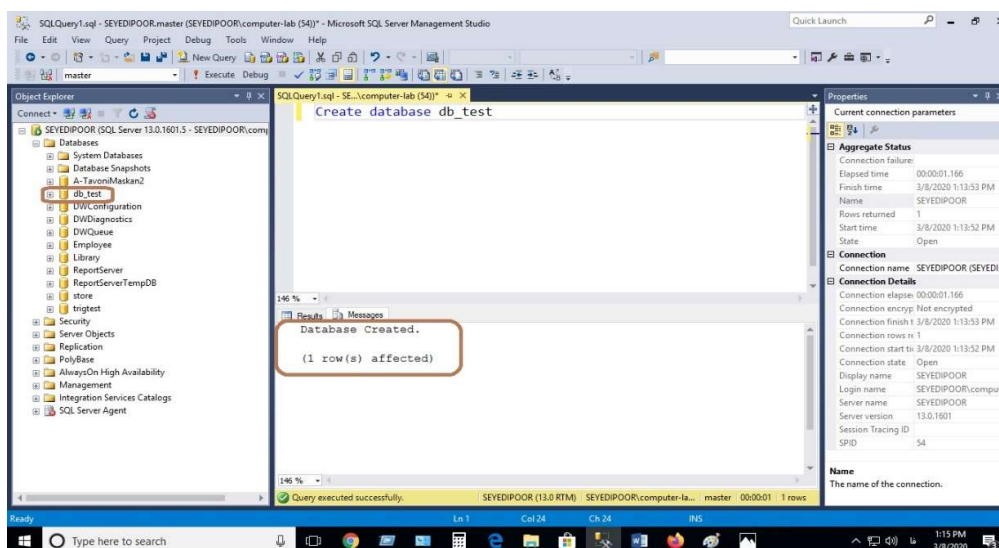 SQLQuery1.sql - SEYEDIPOOR.master (SEYEDIPOOR\computer-lab (54))* - Microsoft SQL Server Management Studio
Quick Launch
File Edit View Query Project Debug Tools Window Help
New Query
master
Execute Debug
Object Explorer
Connect
SEYEDIPOOR (SQL Server 13.0.1601.5 - SEYEDIPOOR\comp
Databases
System Databases
Database Snapshots
A-TavoniMaskan2
db_test
DWConfiguration
DWDiagnostics
DWQueue
Employee
Library
ReportServer
ReportServerTempDB
store
trigtest
Security
Server Objects
Replication
PolyBase
AlwaysOn High Availability
Management
Integration Services Catalogs
SQL Server Agent
SQLQuery1.sql - SE...\computer-lab (54))*
Create database db_test
146 %
Results Messages
Database Created.
(1 row(s) affected)
146 %
Query executed successfully.
SEYEDIPOOR (13.0 RTM) SEYEDIPOOR\computer-la... master 00:00:01 1 rows
Properties
Current connection parameters
Aggregate Status
Connection failure:
Elapsed time 00:00:01.166
Finish time 3/8/2020 1:13:53 PM
Name SEYEDIPOOR
Rows returned 1
Start time 3/8/2020 1:13:52 PM
State Open
Connection
Connection name SEYEDIPOOR (SEYEDI
Connection Details
Connection elapse 00:00:01.166
Connection encryp Not encrypted
Connection finish t 3/8/2020 1:13:53 PM
Connection rows re 1
Connection start tir 3/8/2020 1:13:52 PM
Connection state Open
Display name SEYEDIPOOR
Login name SEYEDIPOOR\compu
Server name SEYEDIPOOR
Server version 13.0.1601
Session Tracing ID
SPID 54
Name
The name of the connection.
Ready
Ln 1 Col 24 Ch 24 INS
Type here to search
1:15 PM
3/8/2020